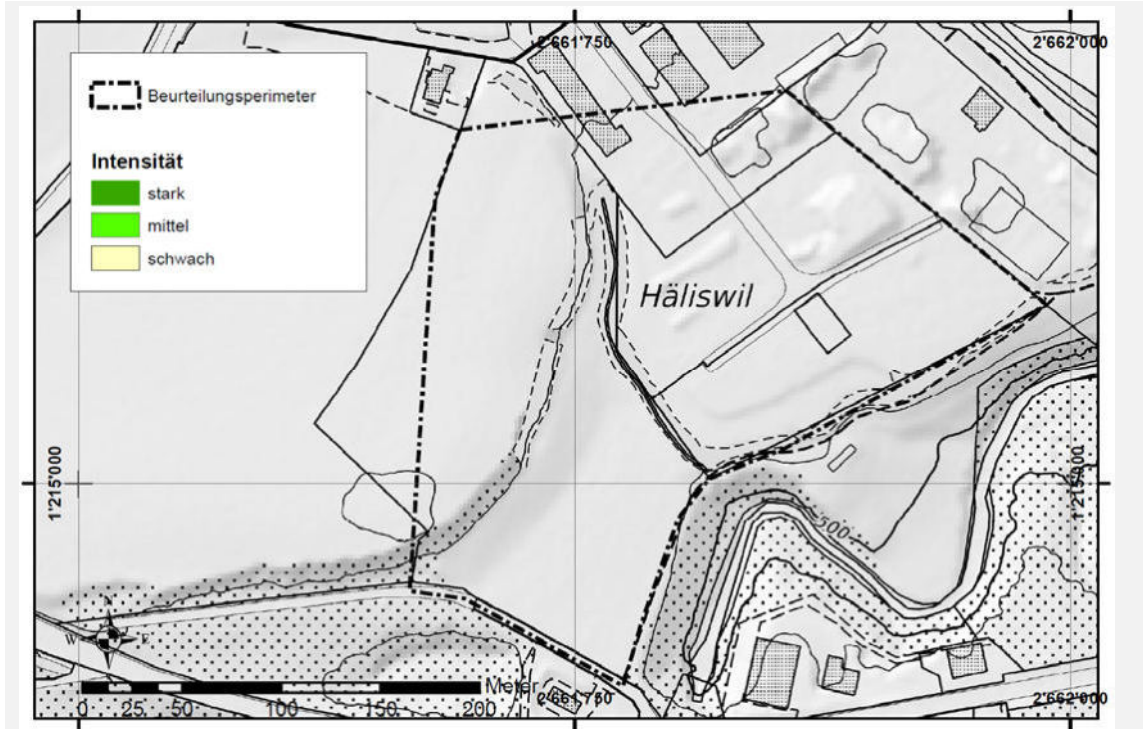 2'661'750
2'662'000
Beurteilungsperimeter
Intensität
stark
mittel
schwach
Häliswil
1'215'000
1'215'000
500
N
W
E
S
Meter
0 25 50 100 150 200
2'661'750
2'662'000